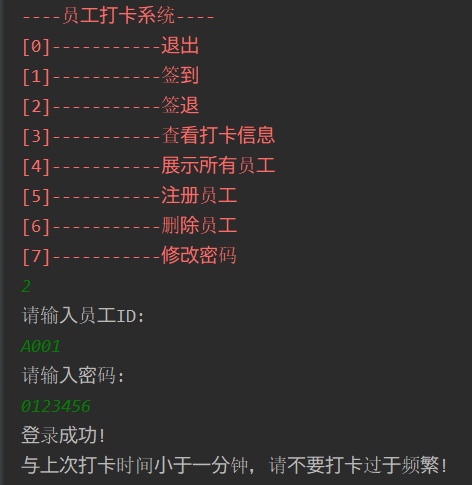 ----员工打卡系统----
[0]-----------退出
[1]-----------签到
[2]-----------签退
[3]-----------查看打卡信息
[4]-----------展示所有员工
[5]-----------注册员工
[6]-----------删除员工
[7]-----------修改密码
2
请输入员工ID:
A001
请输入密码:
0123456
登录成功!
与上次打卡时间小于一分钟，请不要打卡过于频繁!